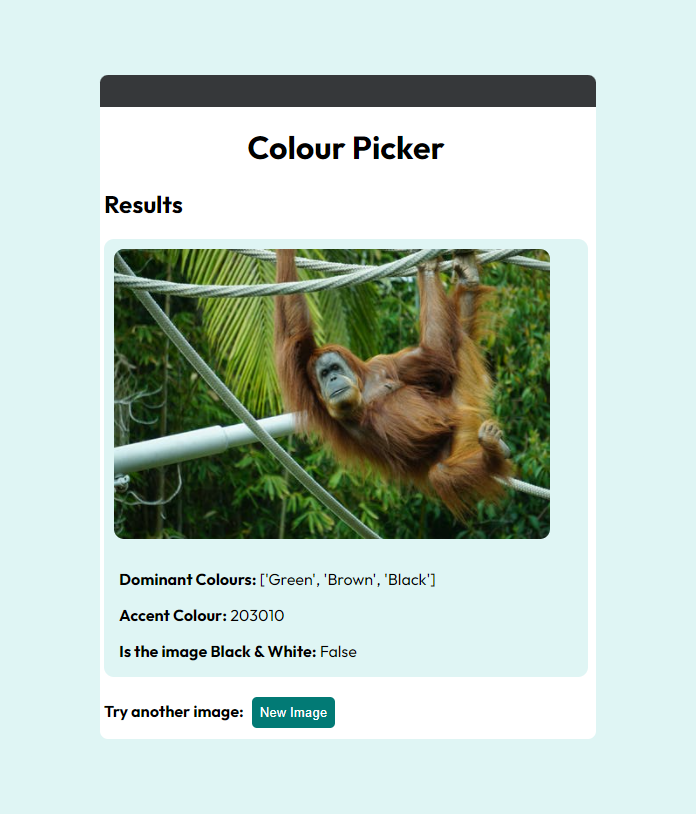 Colour Picker
Results
Dominant Colours: ['Green', 'Brown', 'Black']
Accent Colour: 203010
Is the image Black & White: False
Try another image: New Image